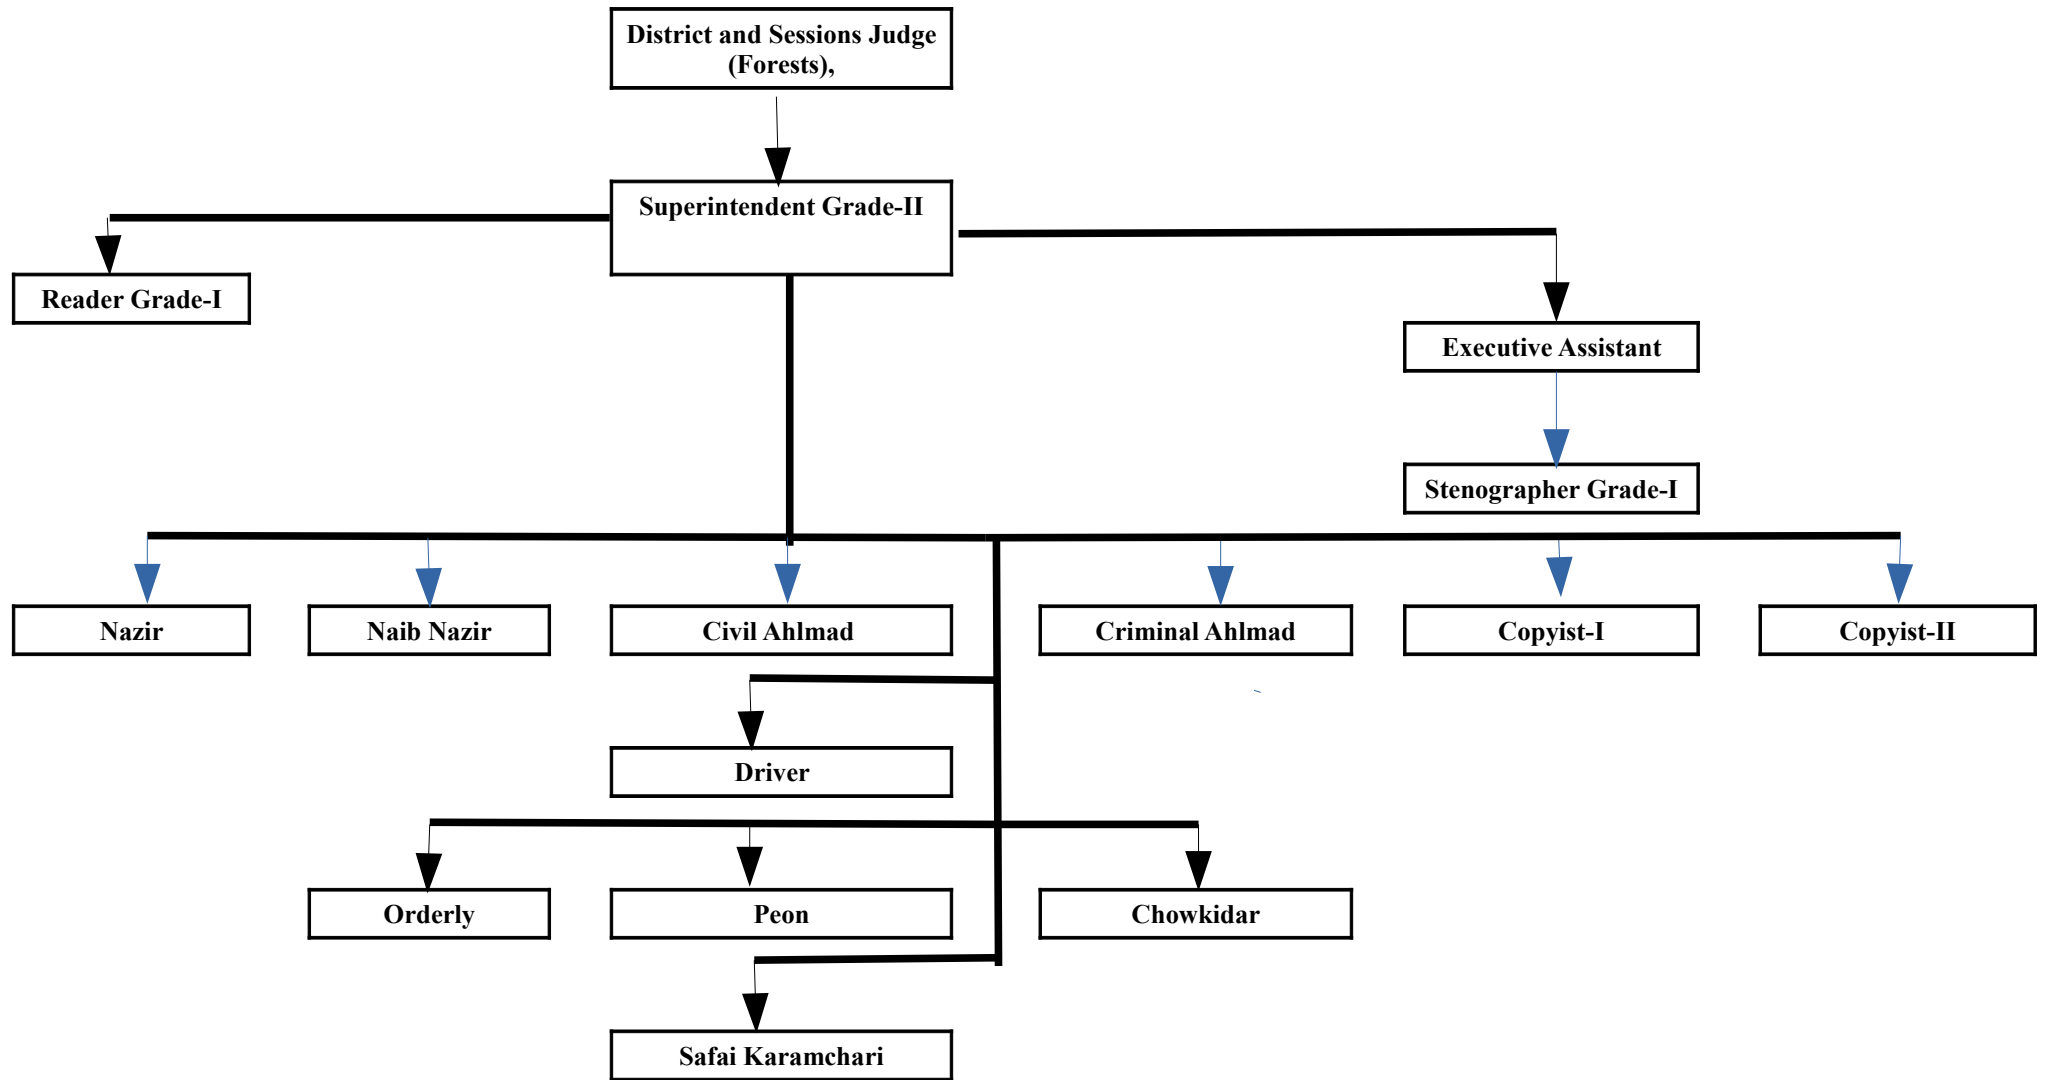 District and Sessions Judge
(Forests),
Superintendent Grade-II
Reader Grade-I
Executive Assistant
Stenographer Grade-I
Nazir
Naib Nazir
Civil Ahlmad
Criminal Ahlmad
Copyist-I
Copyist-II
Driver
Orderly
Peon
Chowkidar
Safai Karamchari